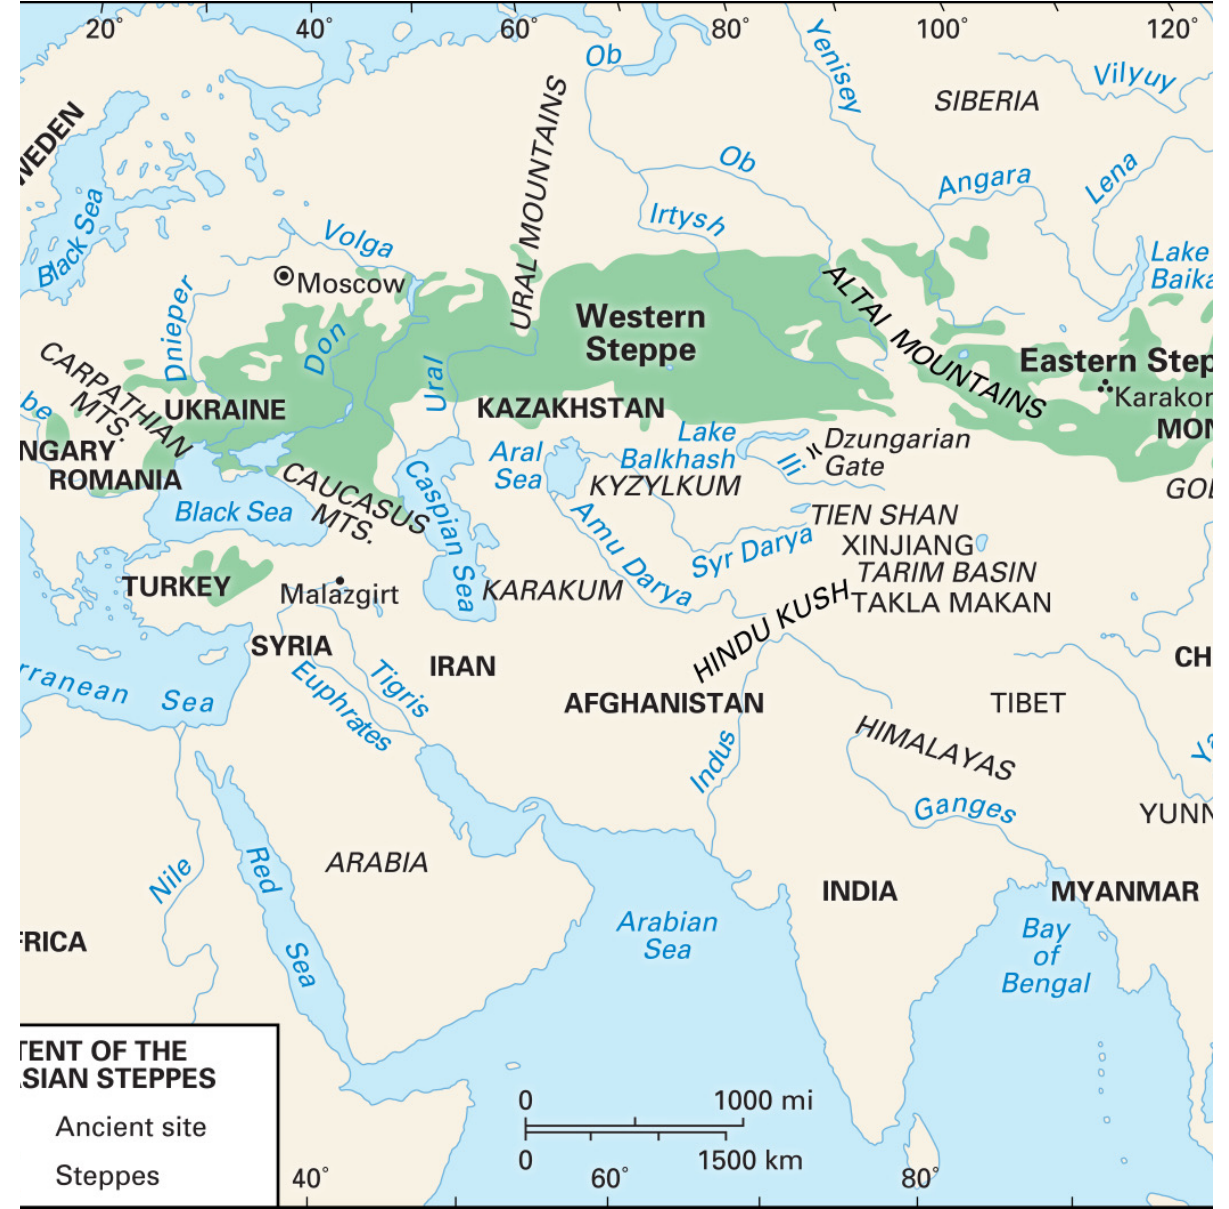 20°
40°
60°
80°
100°
120°
Ob
Yenisey
Vilyuy
SIBERIA
WEDEN
URAL MOUNTAINS
Ob
Lena
Angara
Irtysh
Black Sea
Volga
Lake
Baika
Moscow
ALTAI MOUNTAINS
Dnieper
Don
Western
Steppe
Eastern Step
Karakor
CARPATHIAN
MTS.
Ural
be
UKRAINE
KAZAKHSTAN
MON
NGARY
ROMANIA
Lake
Balkhash
Dzungarian
Gate
Ili
Aral
Sea
KYZYLKUM
GOB
CAUCASUS
MTS.
Caspian Sea
Black Sea
Amu Darya
Syr Darya
TIEN SHAN
XINJIANG
TARIM BASIN
TAKLA MAKAN
TURKEY
Malazgirt
KARAKUM
HINDU KUSH
SYRIA
IRAN
CH
rranean Sea
Tigris
Euphrates
AFGHANISTAN
TIBET
Indus
HIMALAYAS
Ya
Ganges
YUNN
Nile
Red
Sea
ARABIA
INDIA
MYANMAR
Arabian
Sea
Bay
of
Bengal
FRICA
TENT OF THE
SIAN STEPPES
Ancient site
Steppes
0 1000 mi
0 1500 km
40°
60°
80°